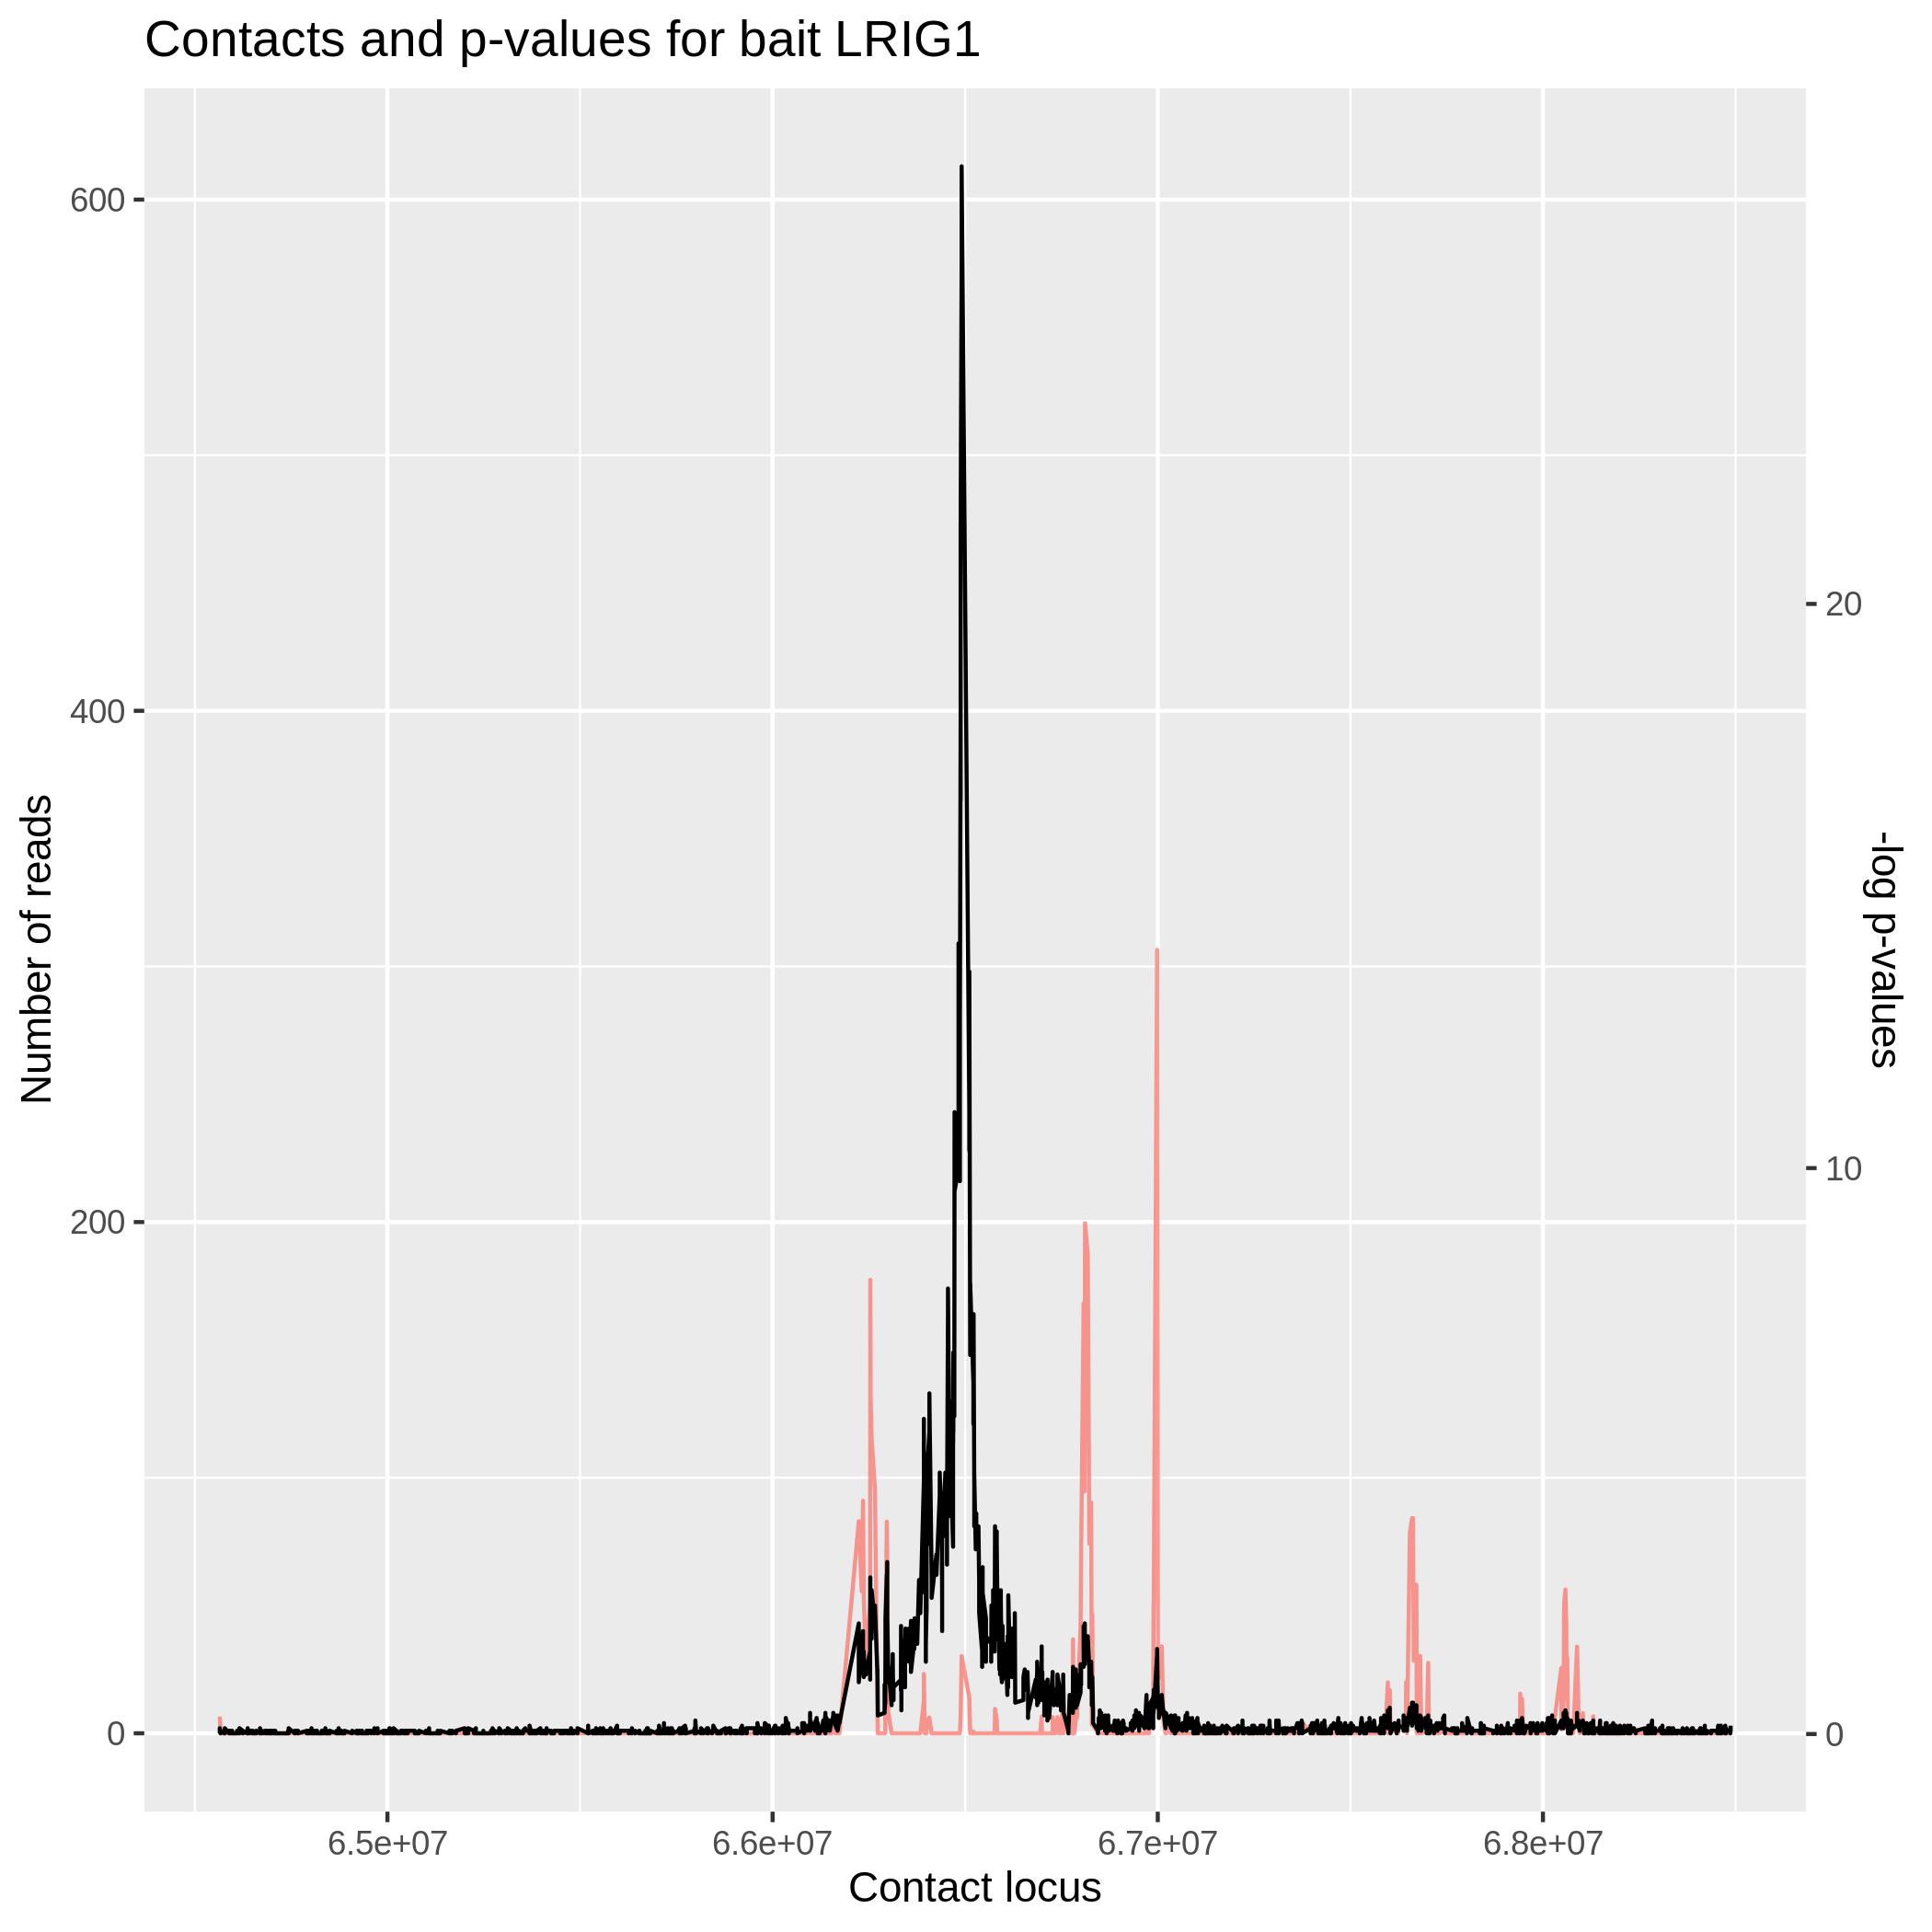 Contacts and p-values for bait LRIG1
600
400
200
0
Number of reads
20
10
0
-log p-values
6.5e+07 6.6e+07 6.7e+07 6.8e+07
Contact locus